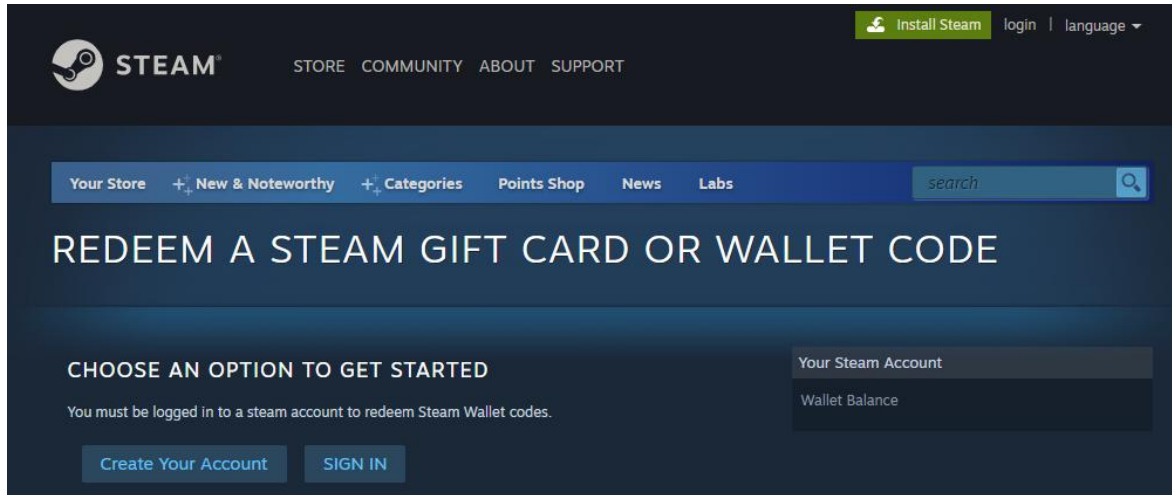 Install Steam login | language
STEAM® STORE COMMUNITY ABOUT SUPPORT
Your Store New & Noteworthy Categories Points Shop News Labs search
REDEEM A STEAM GIFT CARD OR WALLET CODE
CHOOSE AN OPTION TO GET STARTED
Your Steam Account
You must be logged in to a steam account to redeem Steam Wallet codes.
Wallet Balance
Create Your Account SIGN IN